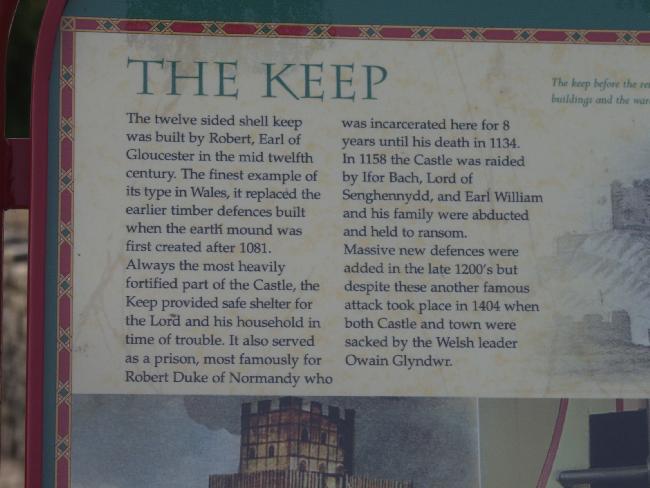 THE KEEP
The twelve sided shell keep
was built by Robert, Earl of
Gloucester in the mid twelfth
century. The finest example of
its type in Wales, it replaced the
earlier timber defences built
when the earth mound was
first created after 1081.
Always the most heavily
fortified part of the Castle, the
Keep provided safe shelter for
the Lord and his household in
time of trouble. It also served
as a prison, most famously for
Robert Duke of Normandy who
was incarcerated here for 8
years until his death in 1134.
In 1158 the Castle was raided
by Ifor Bach, Lord of
Senghennydd, and Earl William
and his family were abducted
and held to ransom.
Massive new defences were
added in the late 1200's but
despite these another famous
attack took place in 1404 when
both Castle and town were
sacked by the Welsh leader
Owain Glyndwr.
The keep before the
buildings and the